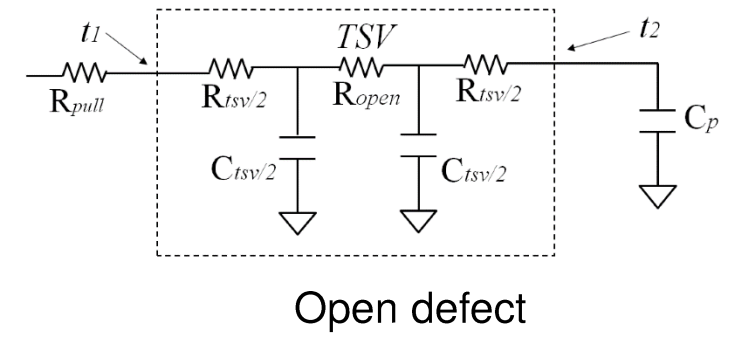 t1
TSV
t2
Rpull
Rtsv/2
Ropen
Rtsv/2
Cp
Ctsv/2
Ctsv/2
Open defect